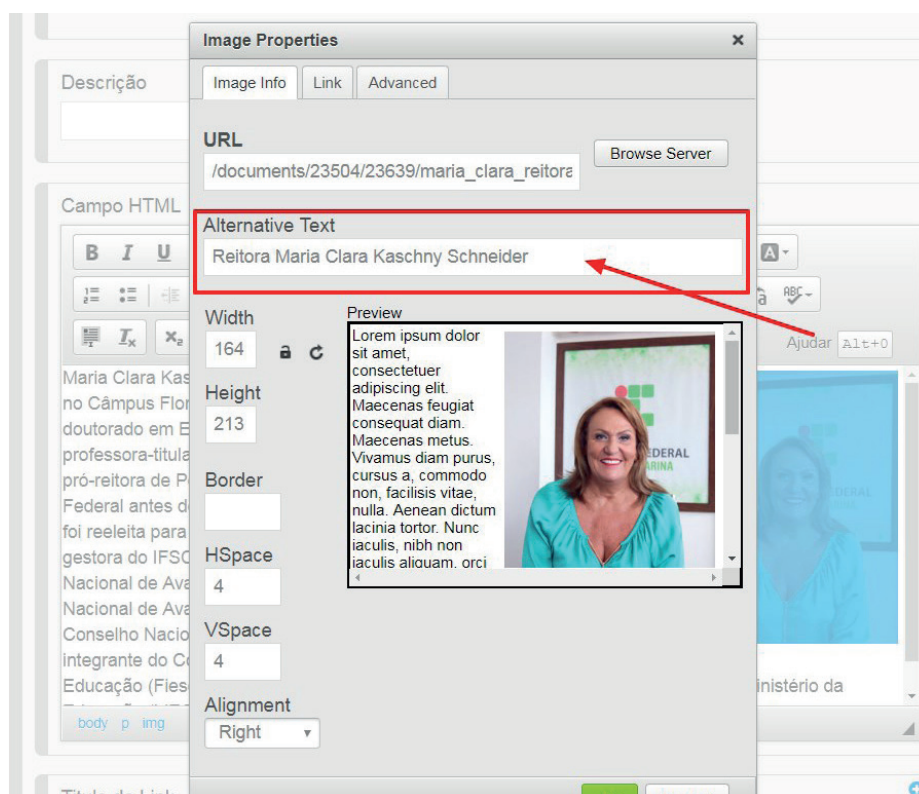 Image Properties
Descrição
Image Info
Link
Advanced
URL
/documents/23504/23639/maria_clara_reitora
Browse Server
Campo HTML
Alternative Text
Reitora Maria Clara Kaschny Schneider
B I U
Width
164
Height
213
Border
HSpace
4
VSpace
4
Alignment
Right
Preview
Lorem ipsum dolor
sit amet,
consectetuer
adipiscing elit.
Maecenas feugiat
consequat diam.
Maecenas metus.
Vivamus diam purus,
cursus a, commodo
non, facilisis vitae,
nulla. Aenean dictum
lacinia tortor. Nunc
iaculis, nibh non
iaculis aliquam, orci
EDERAL
ARINA
A
ABC
Ajudar Alt+0
Maria Clara Kas
no Câmpus Flor
doutorado em E
professora-titula
pró-reitora de P
Federal antes d
foi reeleita para
gestora do IFSC
Nacional de Ava
Nacional de Ava
Conselho Nacio
integrante do Co
Educação (Fies
inistério da
body p img